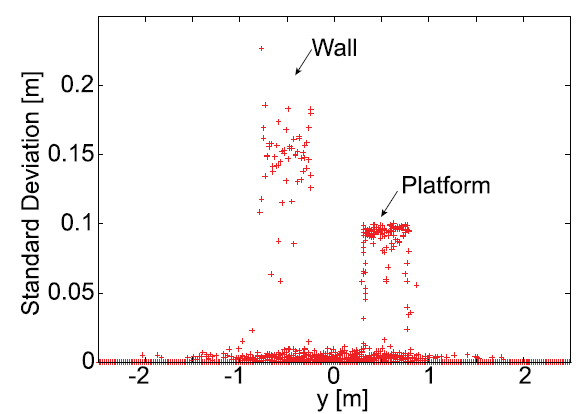 Wall
0.2
0.15
Platform
0.1
0.05
0
Standard Deviation [m]
-2 -1 0 1 2
y [m]